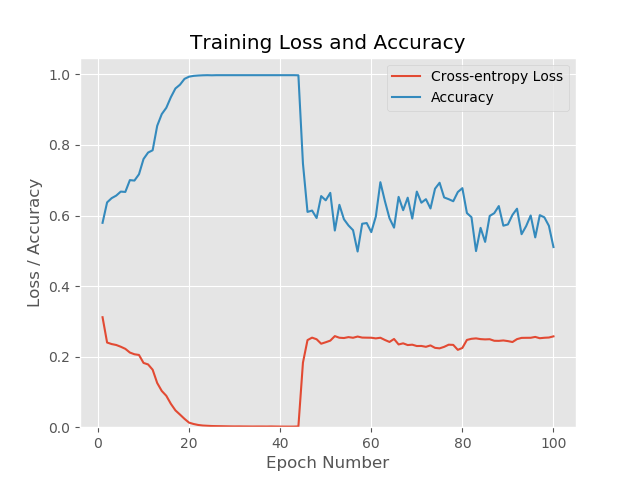 Training Loss and Accuracy
Cross-entropy Loss
Accuracy
Loss / Accuracy
1.0
0.8
0.6
0.4
0.2
0.0
0 20 40 60 80 100
Epoch Number